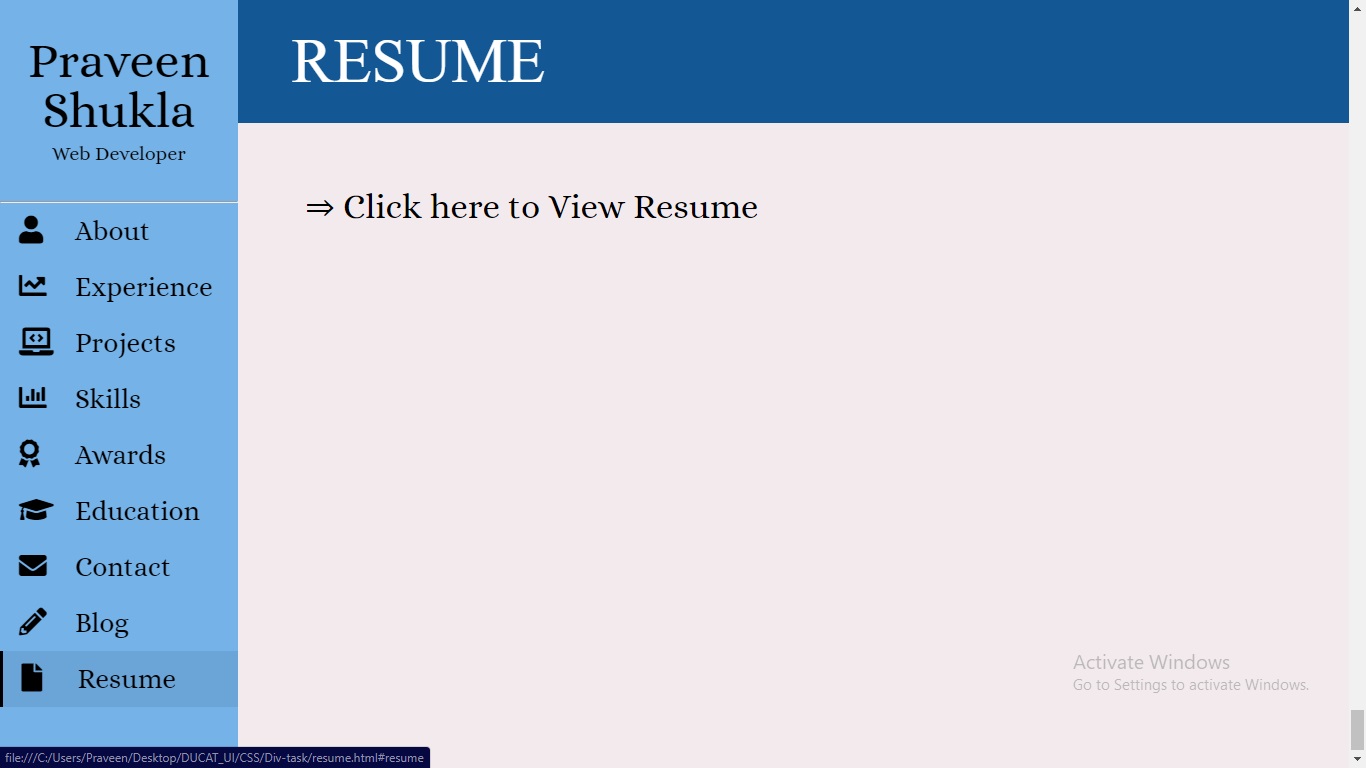 Praveen
Shukla
Web Developer
About
Experience
Projects
Skills
Awards
Education
Contact
Blog
Resume
RESUME
⇒ Click here to View Resume
Activate Windows
Go to Settings to activate Windows.
file:///C:/Users/Praveen/Desktop/DUCAT_UI/CSS/Div-task/resume.html#resume